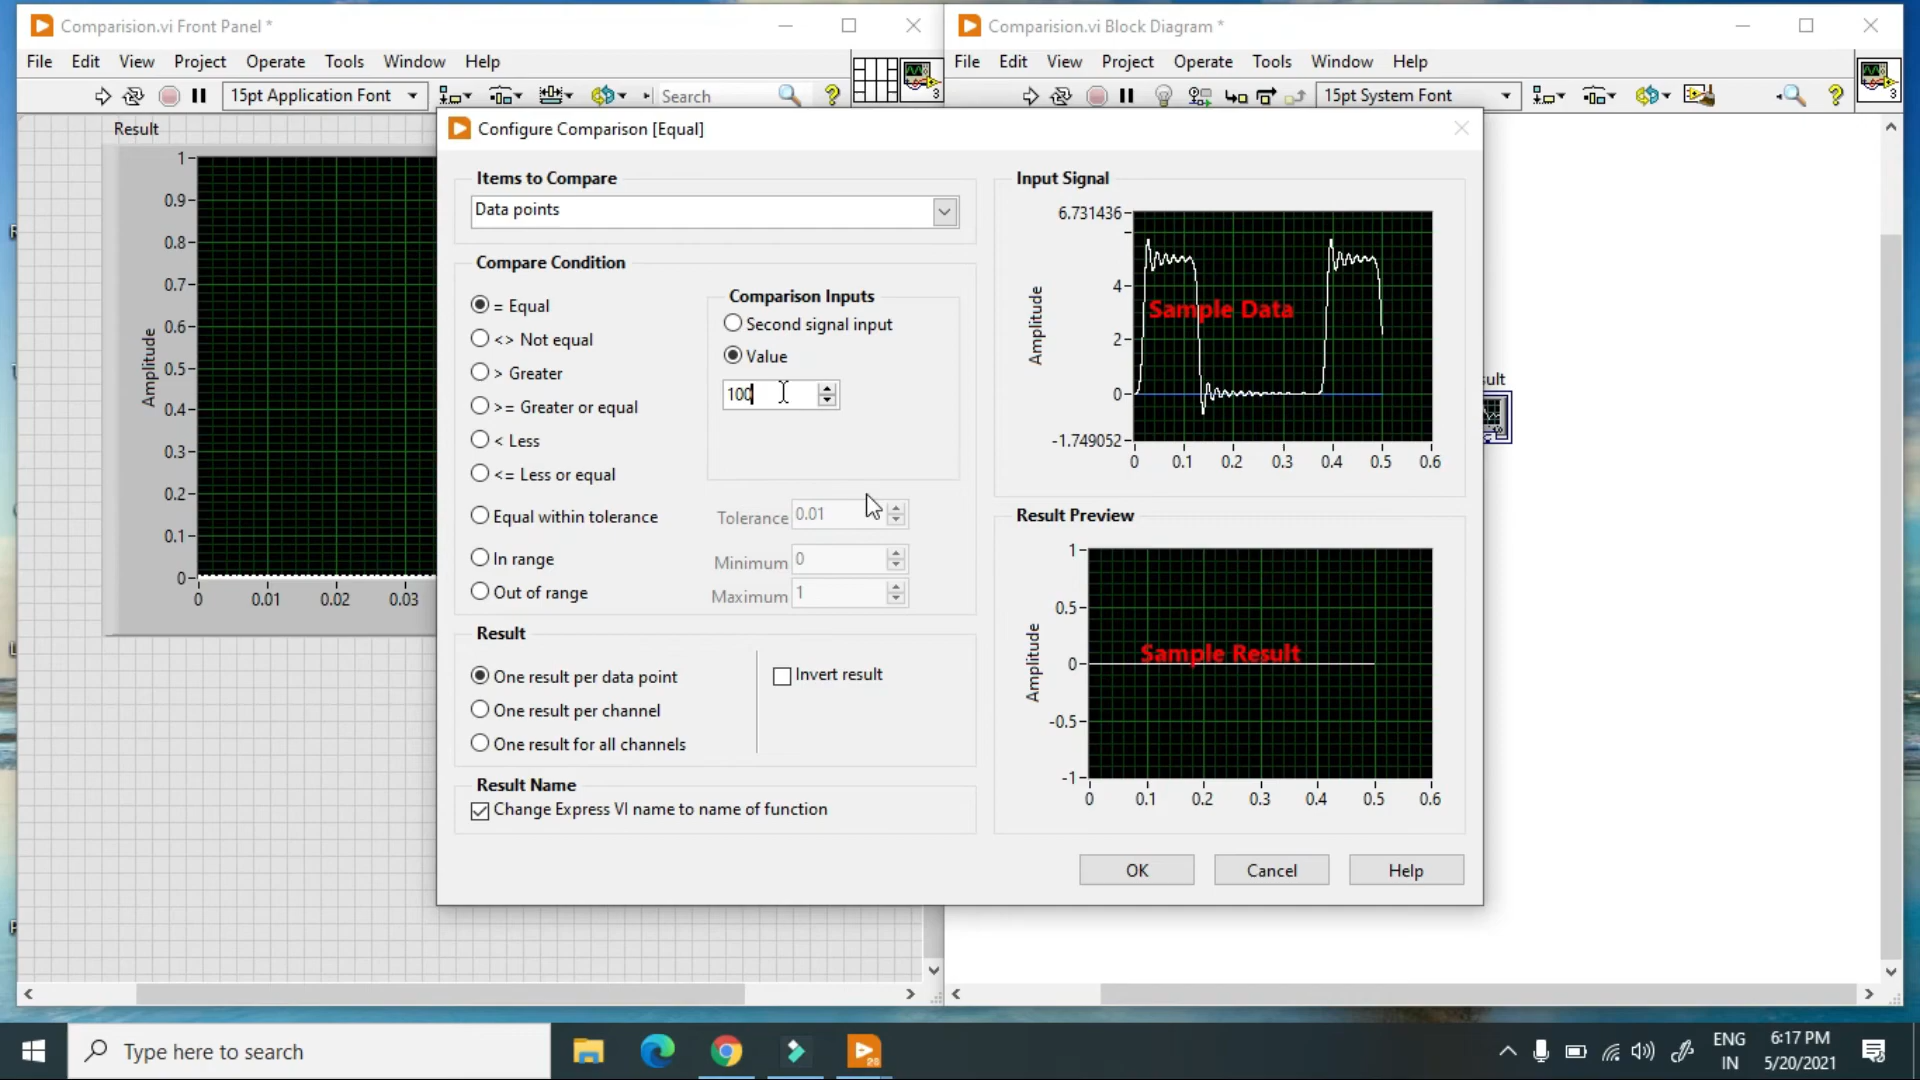 Comparision.vi Front Panel *
File Edit View Project Operate Tools Window Help
15pt Application Font
Search
3
Result
Amplitude
1
0.9
0.8
0.7
0.6
0.5
0.4
0.3
0.2
0.1
0
0 0.01 0.02 0.03
Comparision.vi Block Diagram *
File Edit View Project Operate Tools Window Help
15pt System Font
3
ult
Configure Comparison [Equal]
Items to Compare
Data points
Compare Condition
= Equal
<> Not equal
> Greater
>= Greater or equal
< Less
<= Less or equal
Equal within tolerance
In range
Out of range
Comparison Inputs
Second signal input
Value
100
Tolerance 0.01
Minimum 0
Maximum 1
Result
One result per data point
One result per channel
One result for all channels
Invert result
Result Name
Change Express VI name to name of function
Input Signal
6.731436
4
2
0
-1.749052
Amplitude
Sample Data
0 0.1 0.2 0.3 0.4 0.5 0.6
Result Preview
1
0.5
0
-0.5
-1
Amplitude
Sample Result
0 0.1 0.2 0.3 0.4 0.5 0.6
OK Cancel Help
Type here to search
ENG
IN
6:17 PM
5/20/2021